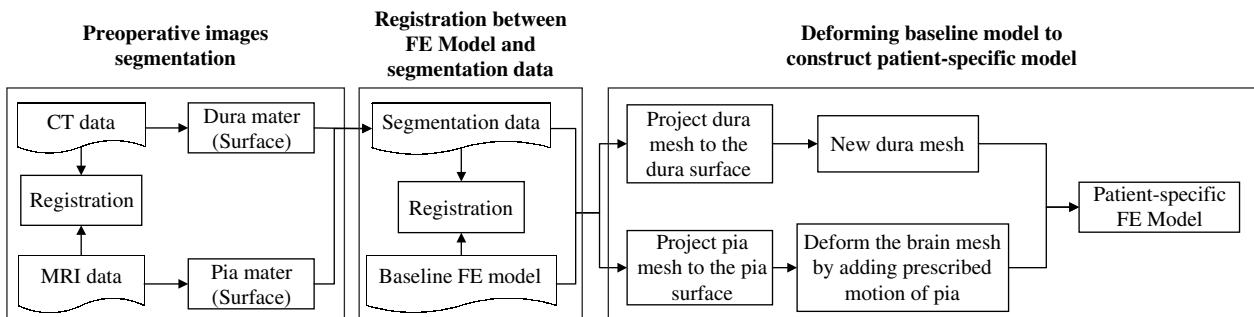 Preoperative images
segmentation
Registration between
FE Model and
segmentation data
Deforming baseline model to
construct patient-specific model
CT data
Dura mater
(Surface)
Registration
MRI data
Pia mater
(Surface)
Segmentation data
Registration
Baseline FE model
Project dura
mesh to the dura
surface
New dura mesh
Project pia
mesh to the pia
surface
Deform the brain mesh
by adding prescribed
motion of pia
Patient-specific
FE Model